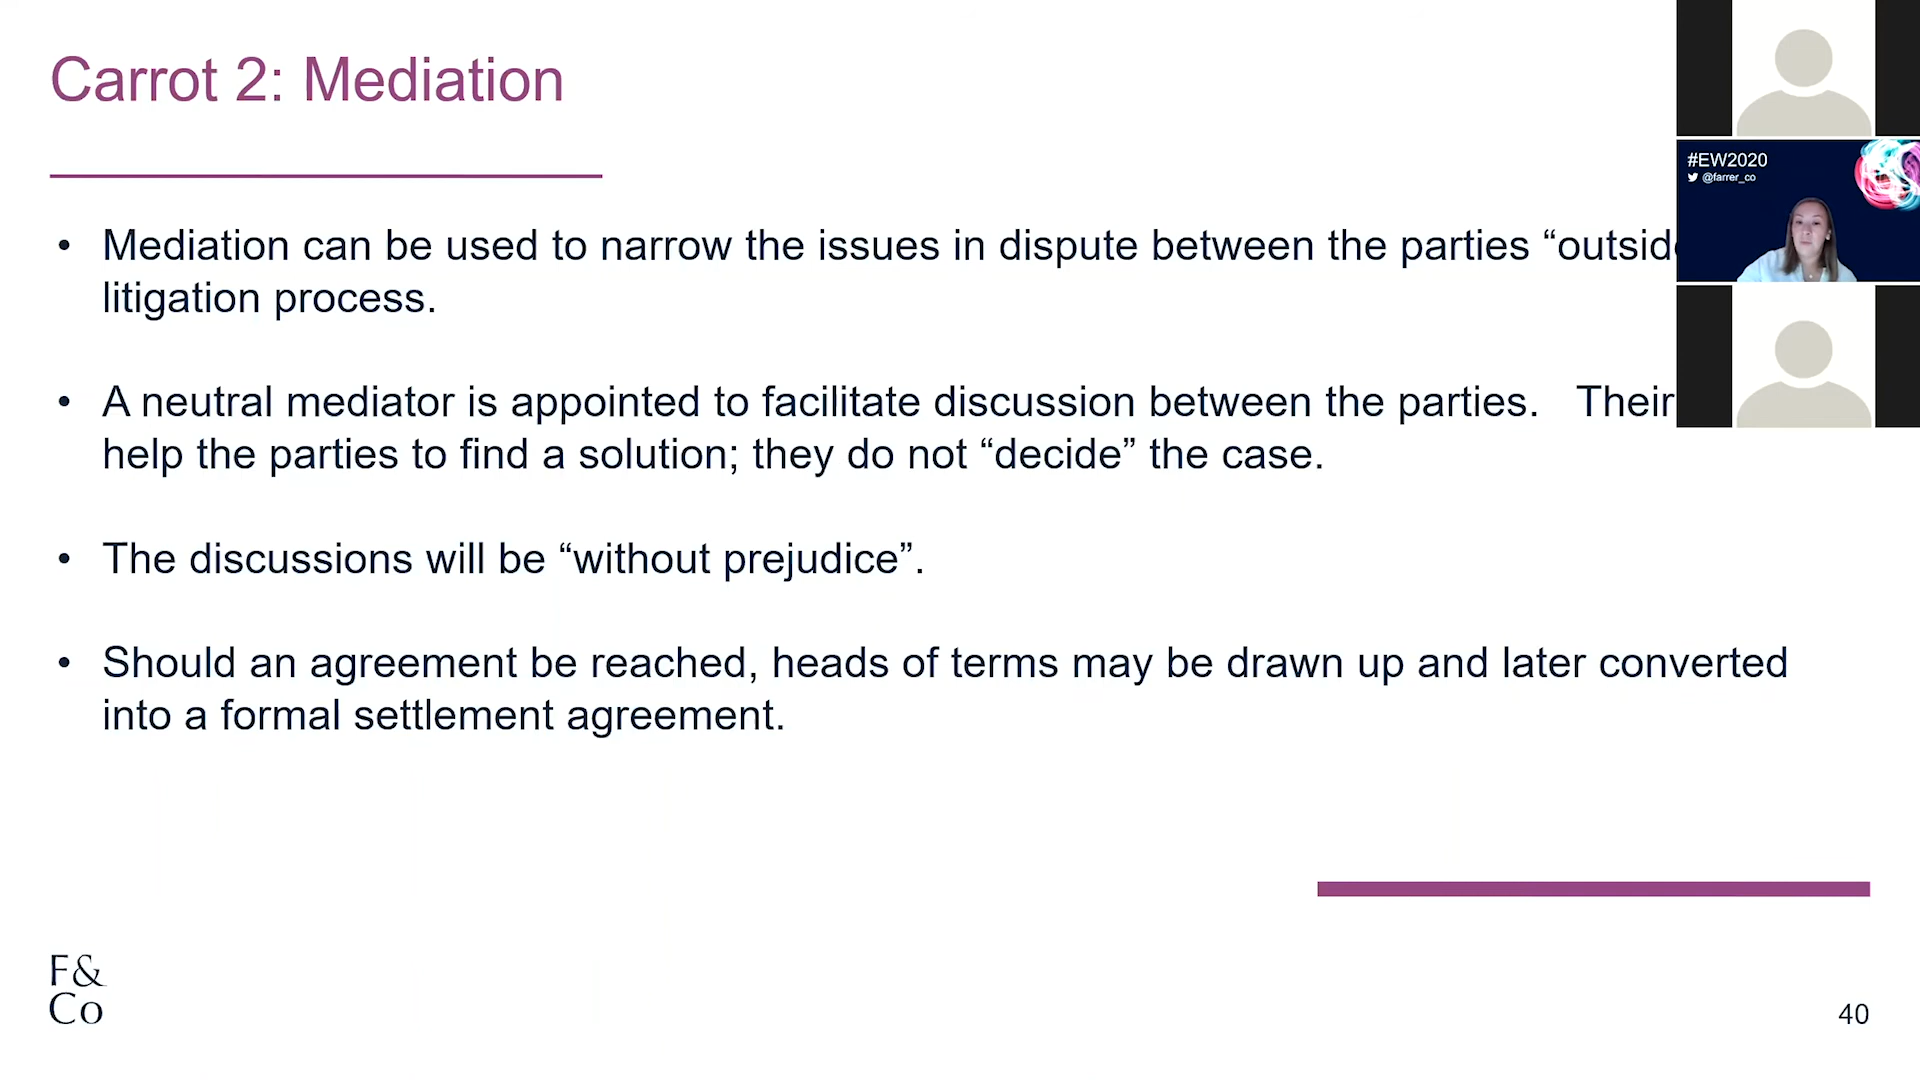 Carrot 2: Mediation
#EW2020
@farrer_co
• Mediation can be used to narrow the issues in dispute between the parties “outside
litigation process.
• A neutral mediator is appointed to facilitate discussion between the parties. Their
help the parties to find a solution; they do not “decide” the case.
• The discussions will be “without prejudice”.
• Should an agreement be reached, heads of terms may be drawn up and later converted
into a formal settlement agreement.
F&
Co
40